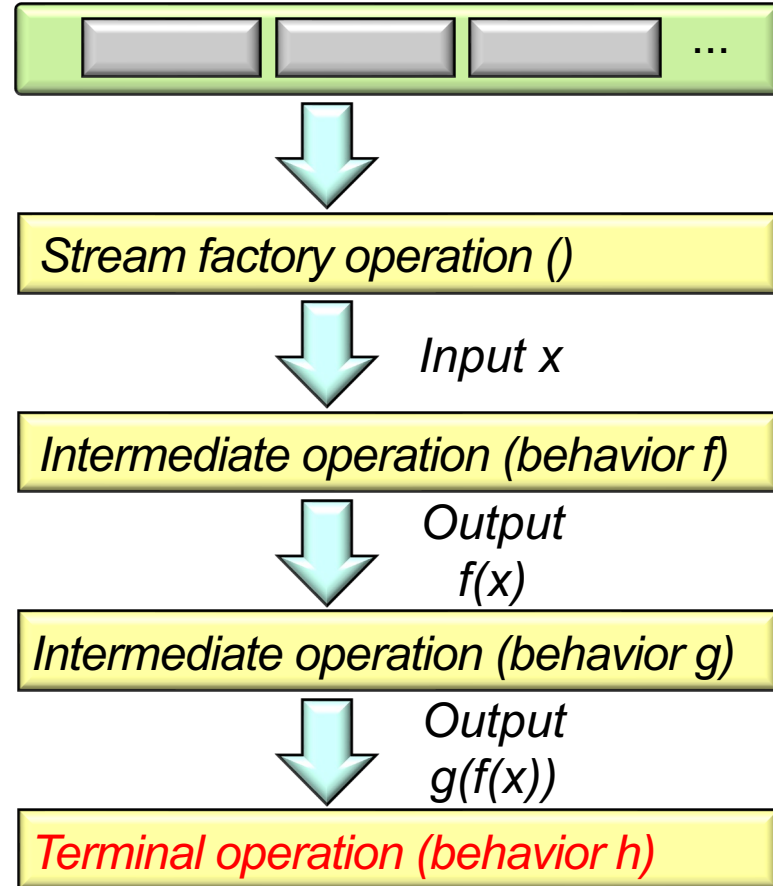 ...
Stream factory operation ()
Input x
Intermediate operation (behavior f)
Output
f(x)
Intermediate operation (behavior g)
Output
g(f(x))
Terminal operation (behavior h)